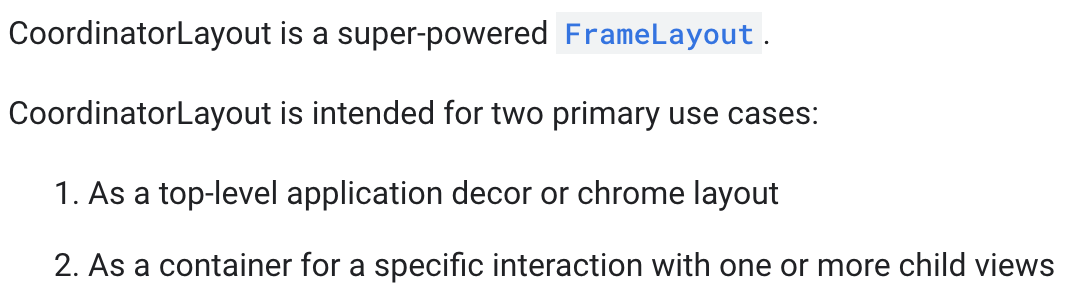 CoordinatorLayout is a super-powered FrameLayout.
CoordinatorLayout is intended for two primary use cases:
1. As a top-level application decor or chrome layout
2. As a container for a specific interaction with one or more child views